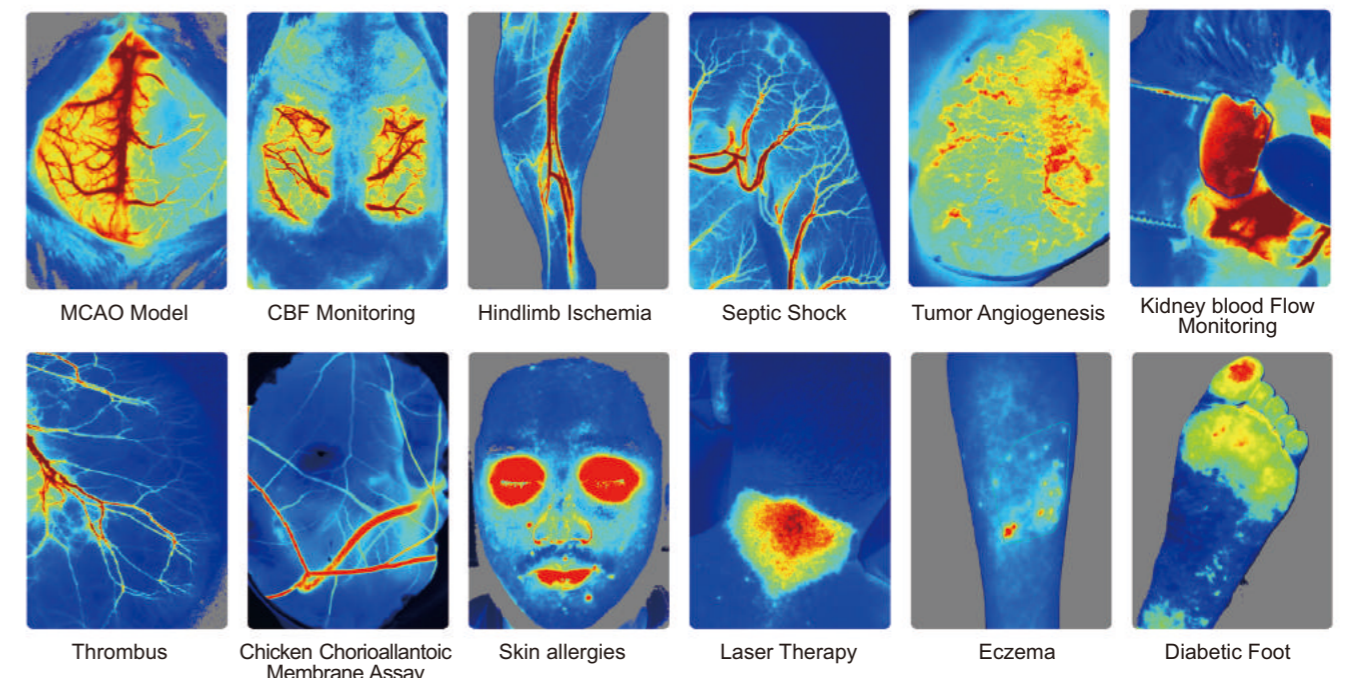 MCAO Model
CBF Monitoring
Hindlimb Ischemia
Septic Shock
Tumor Angiogenesis
Kidney blood Flow
Monitoring
Thrombus
Chicken Chorioallantoic
Membrane Assay
Skin allergies
Laser Therapy
Eczema
Diabetic Foot